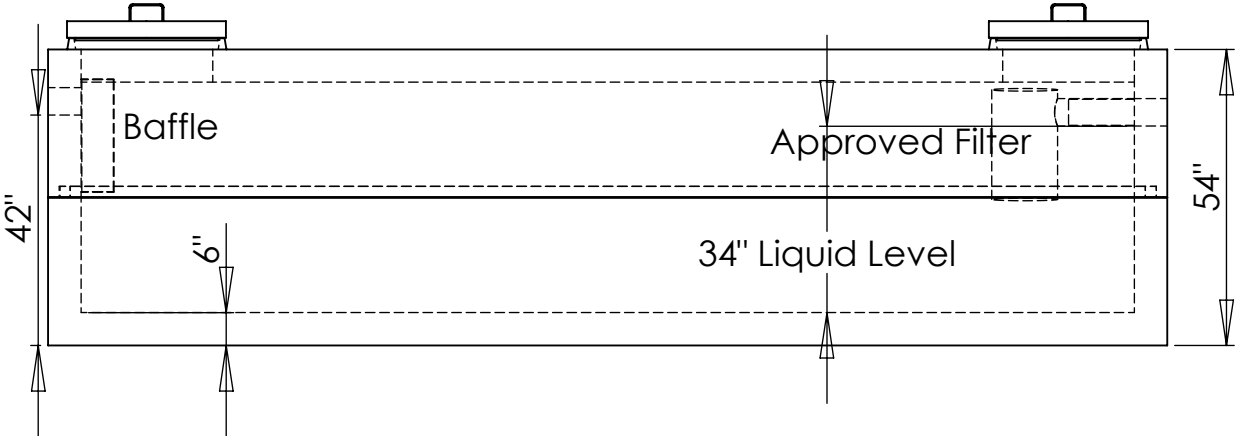 Baffle
Approved Filter
42"
6"
34" Liquid Level
54"